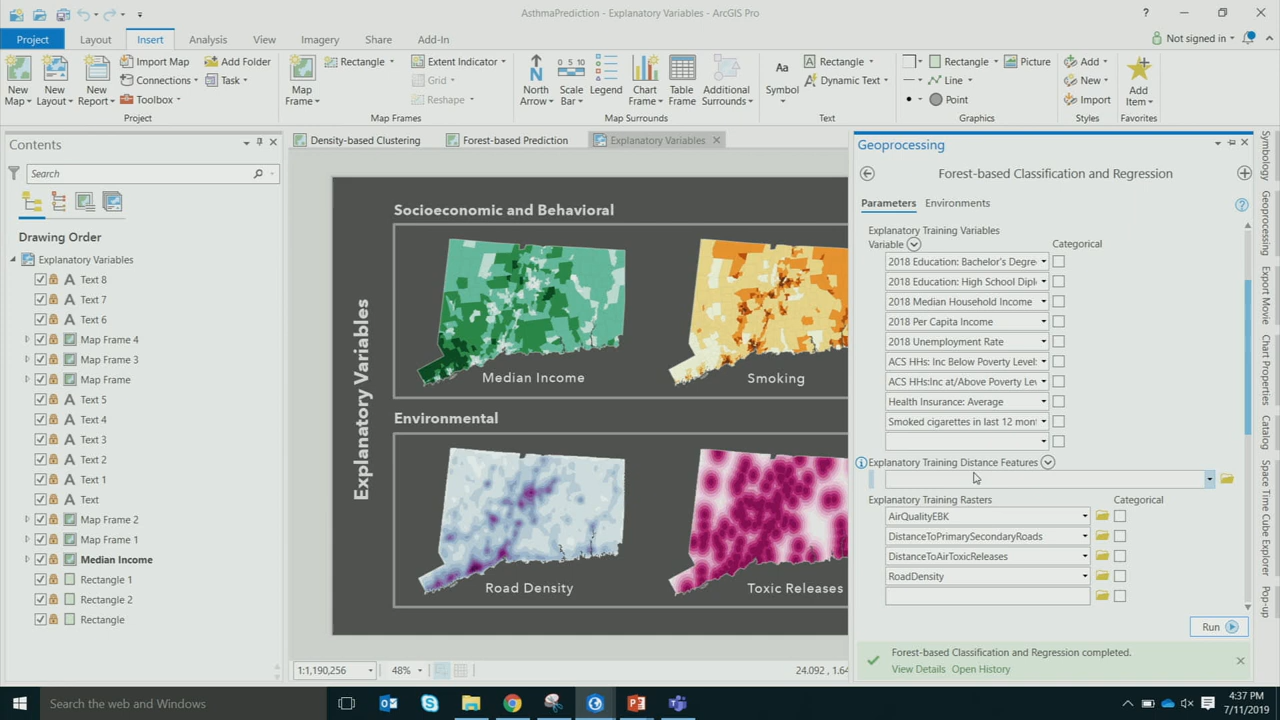 AsthmaPrediction - Explanatory Variables - ArcGIS Pro
?
Project Layout Insert Analysis View Imagery Share Add-In
Not signed in
New Map
New Layout
New Report
Import Map
Connections
Toolbox
Add Folder
Task
Project
Map Frame
Rectangle
Extent Indicator
Grid
Reshape
Map Frames
North Arrow
0 5 10
Scale Bar
Legend
Chart Frame
Table Frame
Additional Surrounds
Map Surrounds
Aa
Symbol
A Rectangle
A Dynamic Text
Text
Rectangle
Line
Point
Picture
Graphics
Add
New
Import
Styles
Add Item
Favorites
Contents
Search
Drawing Order
Explanatory Variables
A Text 8
A Text 7
A Text 6
Map Frame 4
Map Frame 3
Map Frame
A Text 5
A Text 4
A Text 3
A Text 2
A Text 1
A Text
Map Frame 2
Map Frame 1
Median Income
Rectangle 1
Rectangle 2
Rectangle
Density-based Clustering
Forest-based Prediction
Explanatory Variables
Explanatory Variables
Socioeconomic and Behavioral
Median Income
Smoking
Environmental
Road Density
Toxic Releases
1:1,190,256
48%
24.092, 1.64
Geoprocessing
Forest-based Classification and Regression
Parameters Environments
?
Explanatory Training Variables
Variable Categorical
2018 Education: Bachelor's Degre
2018 Education: High School Dipl
2018 Median Household Income
2018 Per Capita Income
2018 Unemployment Rate
ACS HHs: Inc Below Poverty Level:
ACS HHs:Inc at/Above Poverty Lev
Health Insurance: Average
Smoked cigarettes in last 12 mon
Explanatory Training Distance Features
Explanatory Training Rasters Categorical
AirQualityEBK
DistanceToPrimarySecondaryRoads
DistanceToAirToxicReleases
RoadDensity
Run
Forest-based Classification and Regression completed.
View Details Open History
Symbology
Geoprocessing
Export Movie
Chart Properties
Catalog
Space Time Cube Explorer
Pop-up
Search the web and Windows
4:37 PM
7/11/2019